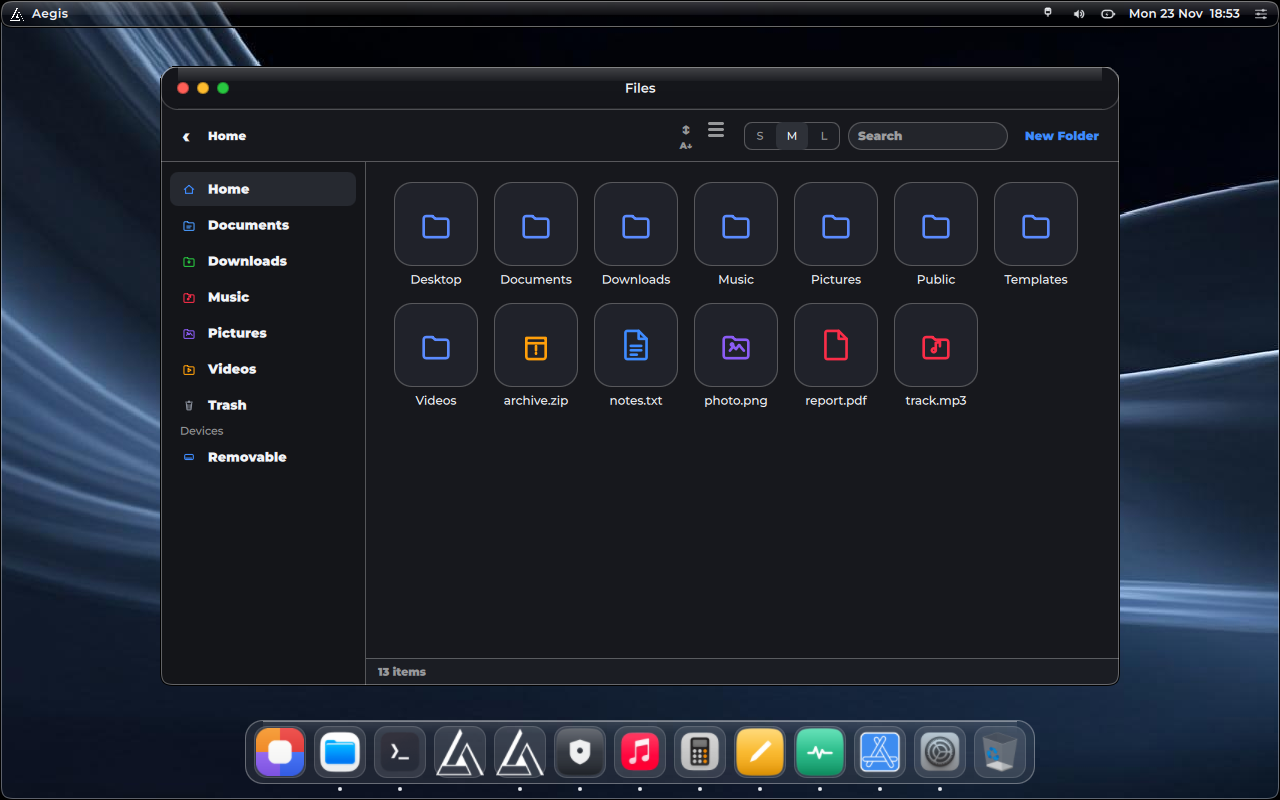 Aegis
Mon 23 Nov 18:53
Files
Home
A+
S M L
Search
New Folder
Home
Documents
Downloads
Music
Pictures
Videos
Trash
Devices
Removable
Desktop Documents Downloads Music Pictures Public Templates
Videos archive.zip notes.txt photo.png report.pdf track.mp3
13 items